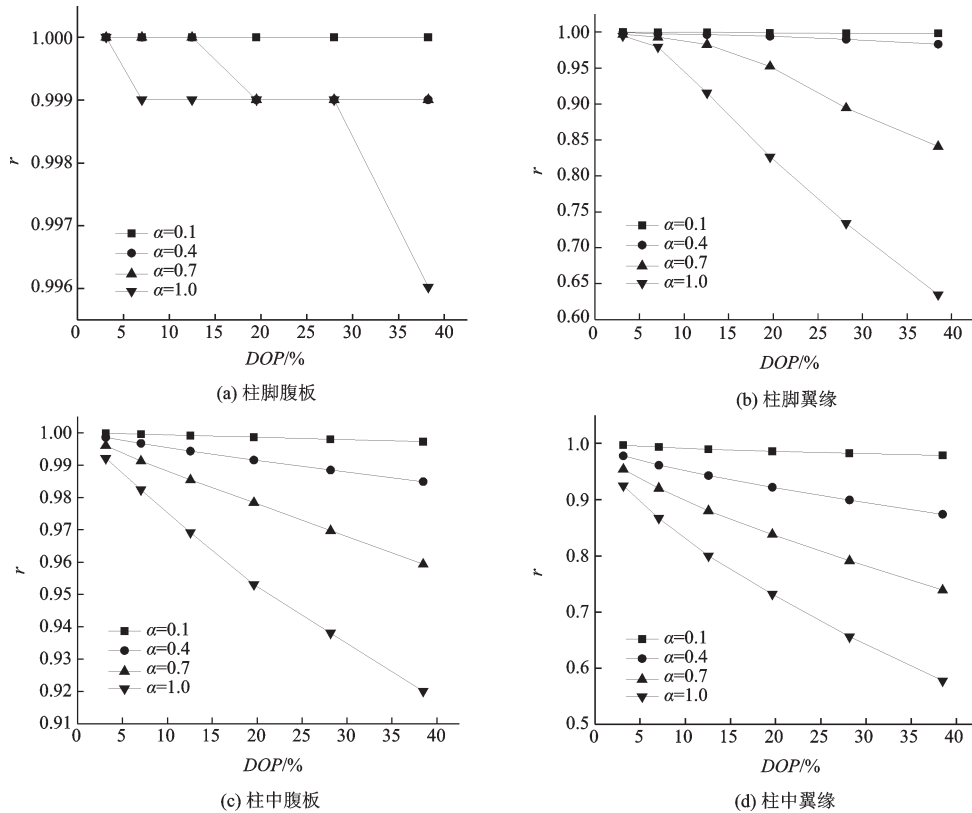 1.000
0.999
0.998
0.997
0.996
r
α=0.1
α=0.4
α=0.7
α=1.0
0 5 10 15 20 25 30 35 40
DOP/%
(a) 柱脚腹板
1.00
0.95
0.90
0.85
0.80
0.75
0.70
0.65
0.60
r
α=0.1
α=0.4
α=0.7
α=1.0
0 5 10 15 20 25 30 35 40
DOP/%
(b) 柱脚翼缘
1.00
0.99
0.98
0.97
0.96
0.95
0.94
0.93
0.92
0.91
r
α=0.1
α=0.4
α=0.7
α=1.0
0 5 10 15 20 25 30 35 40
DOP/%
(c) 柱中腹板
1.0
0.9
0.8
0.7
0.6
0.5
r
α=0.1
α=0.4
α=0.7
α=1.0
0 5 10 15 20 25 30 35 40
DOP/%
(d) 柱中翼缘